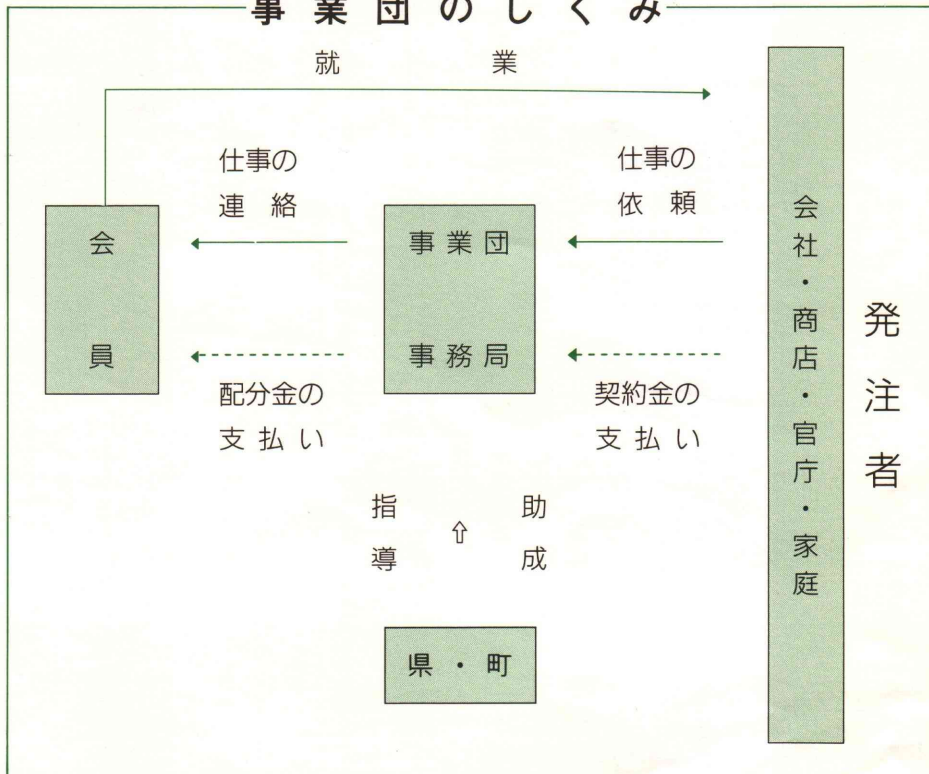 事業団のしくみ
就業
仕事の
連絡
仕事の
依頼
会
員
事業団
事務局
配分金の
支払い
契約金の
支払い
会社・商店・官庁・家庭
発注者
指導
助成
県・町